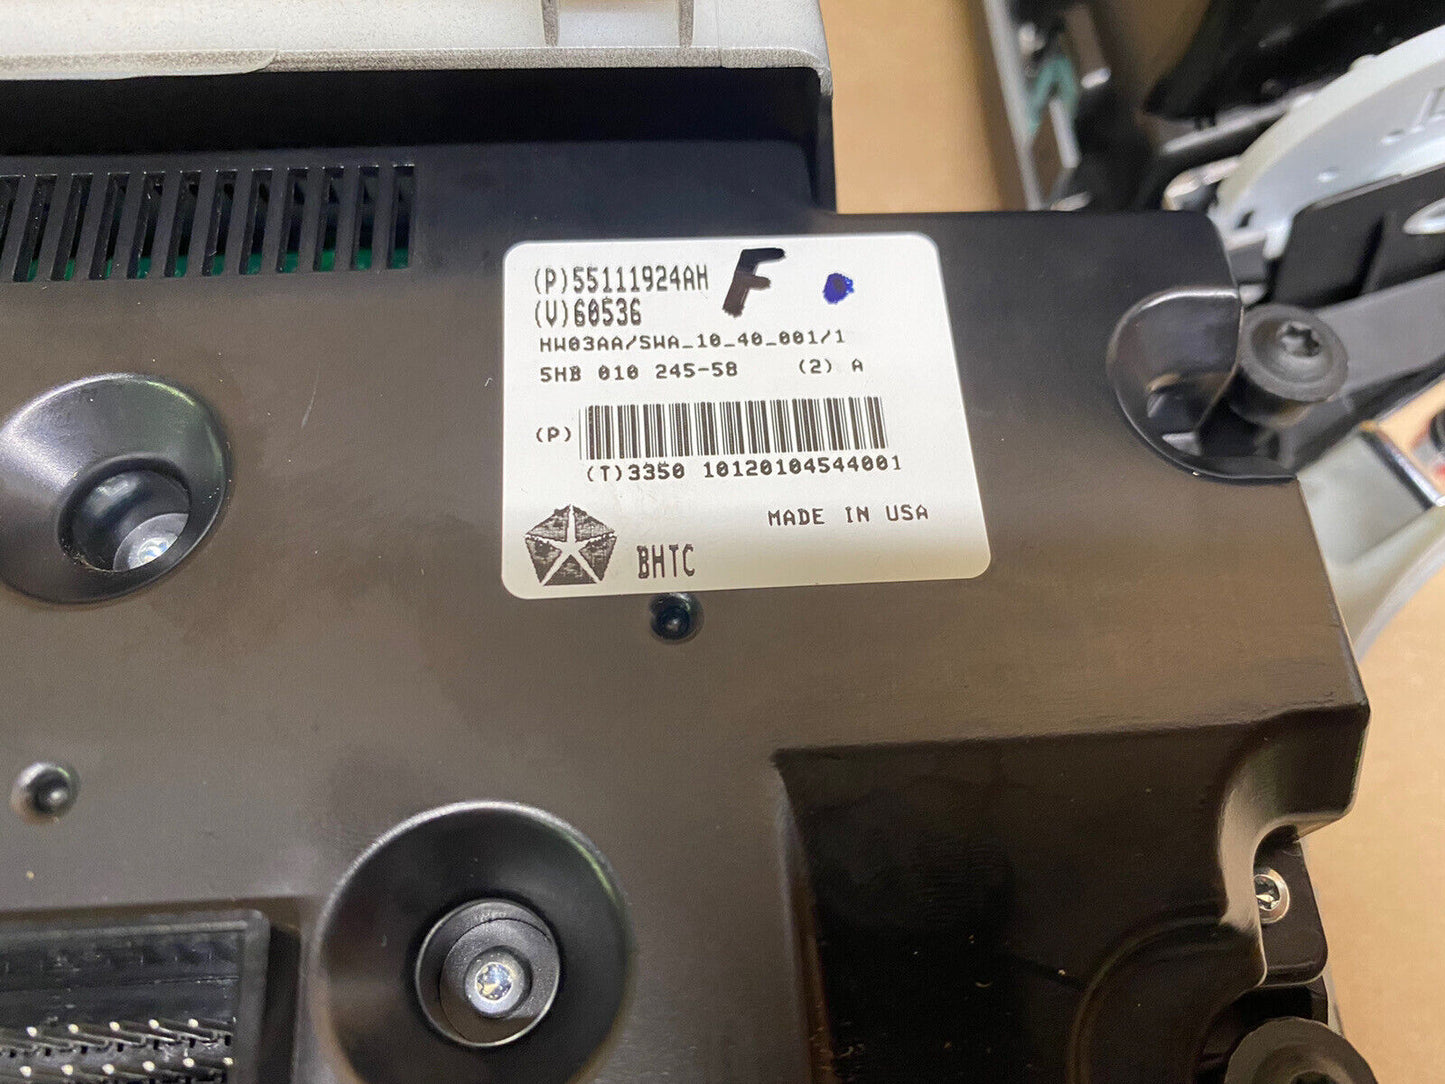 (P)55111924AH F
(V)60536
HW03AA/SWA_10_40_001/1
5HB 010 245-58 (2) A
(P)
(T)3350 10120104544001
MADE IN USA
BHTC